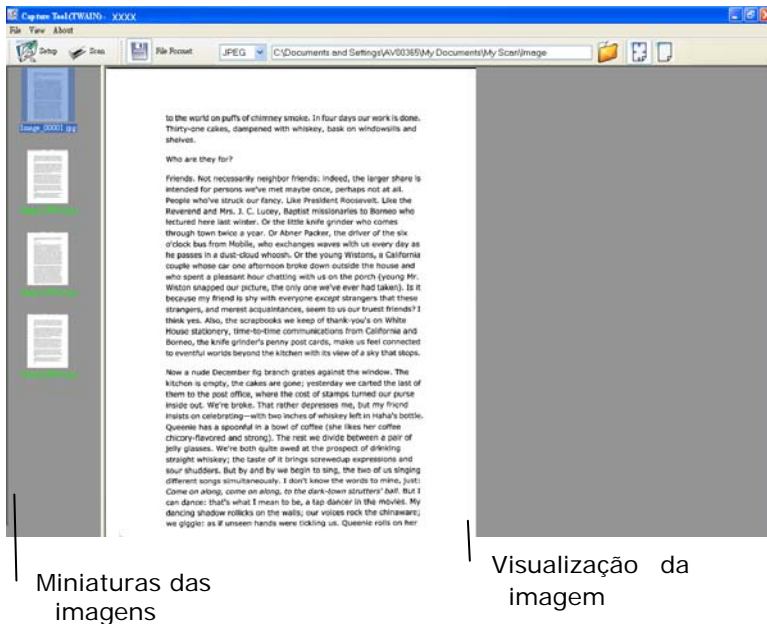 Capture Tool(TWAIN)- XXXX
File View About
Setup Scan File Format: JPEG C:\Documents and Settings\AV00365\My Documents\My Scan\Image
Image_00001.jpg
to the world on puffs of chimney smoke. In four days our work is done.
Thirty-one cakes, dampened with whiskey, bask on windowsills and
shelves.
Who are they for?
Friends. Not necessarily neighbor friends: indeed, the larger share is
intended for persons we've met maybe once, perhaps not at all.
People who've struck our fancy. Like President Roosevelt. Like the
Reverend and Mrs. J. C. Lucey, Baptist missionaries to Borneo who
lectured here last winter. Or the little knife grinder who comes
through town twice a year. Or Abner Packer, the driver of the six
o'clock bus from Mobile, who exchanges waves with us every day as
he passes in a dust-cloud whoosh. Or the young Wistons, a California
couple whose car one afternoon broke down outside the house and
who spent a pleasant hour chatting with us on the porch (young Mr.
Wiston snapped our picture, the only one we've ever had taken). Is it
because my friend is shy with everyone except strangers that these
strangers, and merest acquaintances, seem to us our truest friends? I
think yes. Also, the scrapbooks we keep of thank-you's on White
House stationery, time-to-time communications from California and
Borneo, the knife grinder's penny post cards, make us feel connected
to eventful worlds beyond the kitchen with its view of a sky that stops.
Now a nude December fig branch grates against the window. The
kitchen is empty, the cakes are gone; yesterday we carted the last of
them to the post office, where the cost of stamps turned our purse
inside out. We're broke. That rather depresses me, but my friend
insists on celebrating—with two inches of whiskey left in Haha's bottle.
Queenie has a spoonful in a bowl of coffee (she likes her coffee
chicory-flavored and strong). The rest we divide between a pair of
jelly glasses. We're both quite awed at the prospect of drinking
straight whiskey; the taste of it brings screwedup expressions and
sour shudders. But by and by we begin to sing, the two of us singing
different songs simultaneously. I don't know the words to mine, just:
Come on along, come on along, to the dark-town strutters' ball. But I
can dance: that's what I mean to be, a tap dancer in the movies. My
dancing shadow rollicks on the walls; our voices rock the chinaware;
we giggle: as if unseen hands were tickling us. Queenie rolls on her
Miniaturas das
imagens
Visualização da
imagem